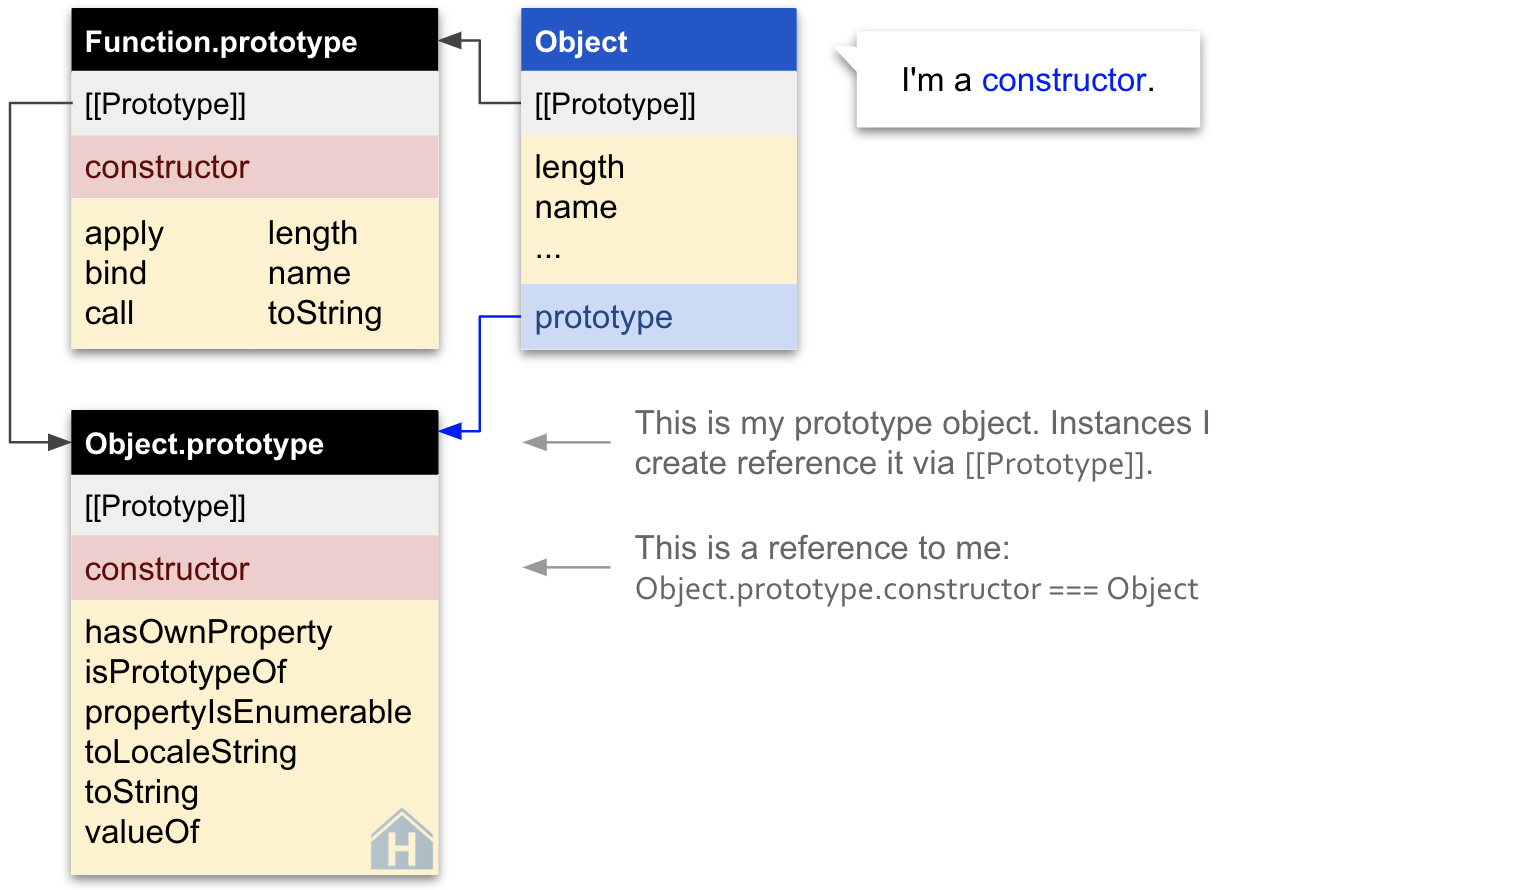 Function.prototype
[[Prototype]]
constructor
apply length
bind name
call toString
Object
[[Prototype]]
length
name
...
prototype
I'm a constructor.
Object.prototype
[[Prototype]]
constructor
hasOwnProperty
isPrototypeOf
propertyIsEnumerable
toLocaleString
toString
valueOf
H
This is my prototype object. Instances I
create reference it via [[Prototype]].
This is a reference to me:
Object.prototype.constructor === Object